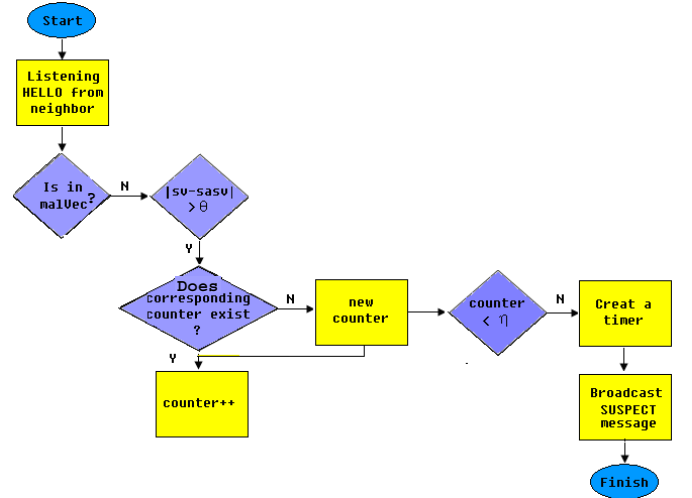 Start
Listening
HELLO from
neighbor
Is in
malVec?
N
|sv-sasv|
>θ
Y
Does
corresponding
counter exist
?
N
new
counter
counter
< η
N
Creat a
timer
Y
counter++
Broadcast
SUSPECT
message
Finish